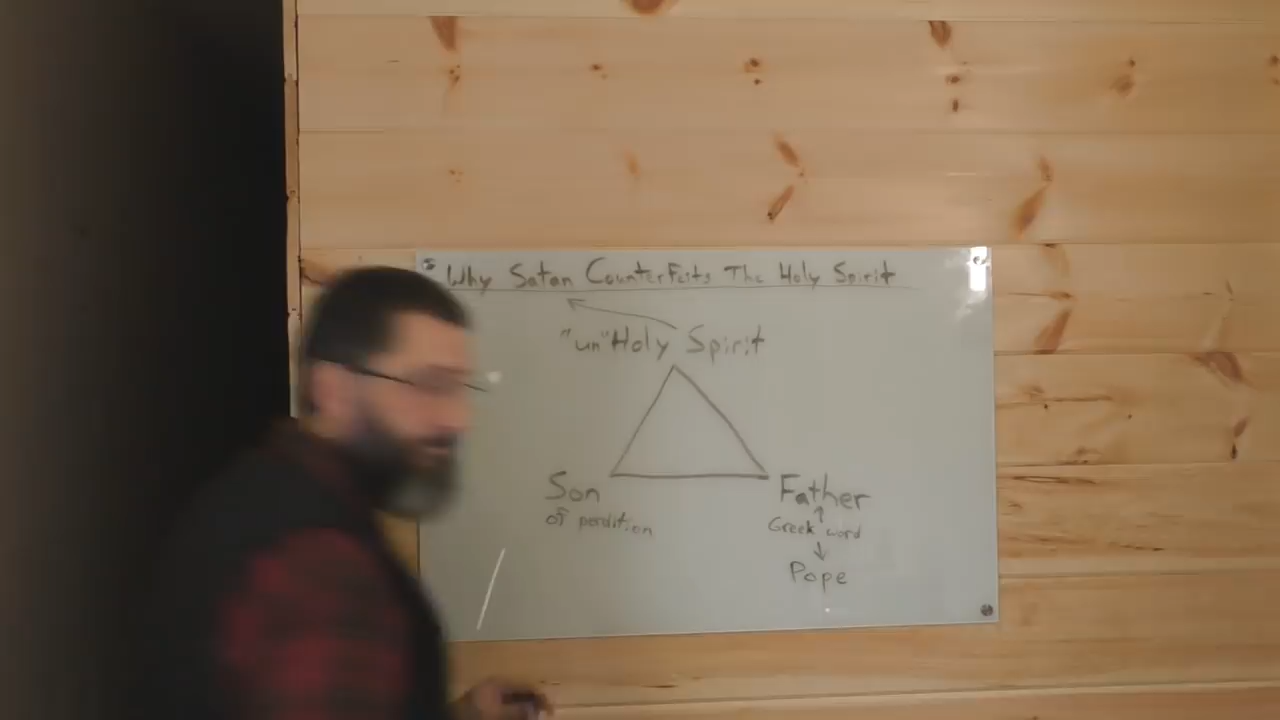 Why Satan Counterfeits The Holy Spirit
"un"Holy Spirit
Son
of perdition
Father
Greek word
Pope